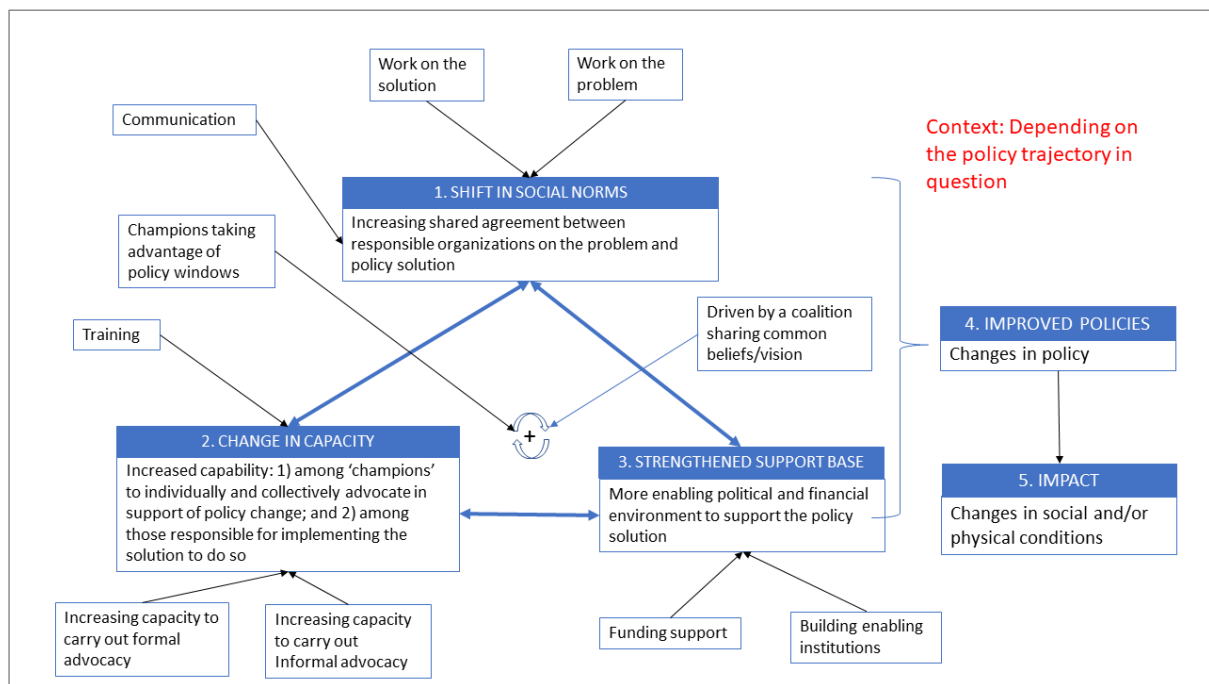 Work on the
solution
Work on the
problem
Communication
Context: Depending on
the policy trajectory in
question
1. SHIFT IN SOCIAL NORMS
Increasing shared agreement between
responsible organizations on the problem and
policy solution
Champions taking
advantage of
policy windows
Driven by a coalition
sharing common
beliefs/vision
4. IMPROVED POLICIES
Changes in policy
Training
+
2. CHANGE IN CAPACITY
Increased capability: 1) among ‘champions’
to individually and collectively advocate in
support of policy change; and 2) among
those responsible for implementing the
solution to do so
3. STRENGTHENED SUPPORT BASE
More enabling political and financial
environment to support the policy
solution
5. IMPACT
Changes in social and/or
physical conditions
Increasing capacity to
carry out formal
advocacy
Increasing capacity
to carry out
Informal advocacy
Funding support
Building enabling
institutions